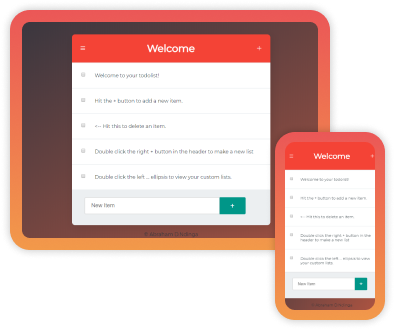 Welcome
Welcome to your todolist!
Hit the + button to add a new item.
<-- Hit this to delete an item.
Double click the right + button in the header to make a new list
Double click the left ... ellipsis to view your custom lists.
New Item
+
Welcome
Welcome to your todolist!
Hit the + button to add a new item.
<-- Hit this to delete an item.
Double click the right + button in the
header to make a new list
Double click the left ... ellipsis to view
your custom lists.
New Item
+